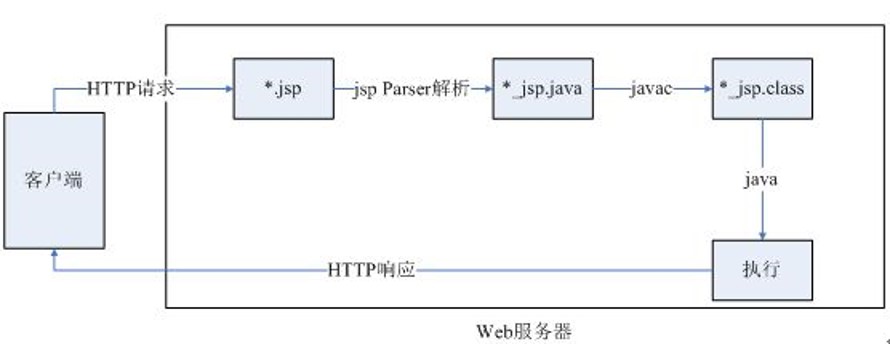 HTTP请求
*.jsp
jsp Parser解析
*_jsp.java
javac
*_jsp.class
客户端
java
HTTP响应
执行
Web服务器